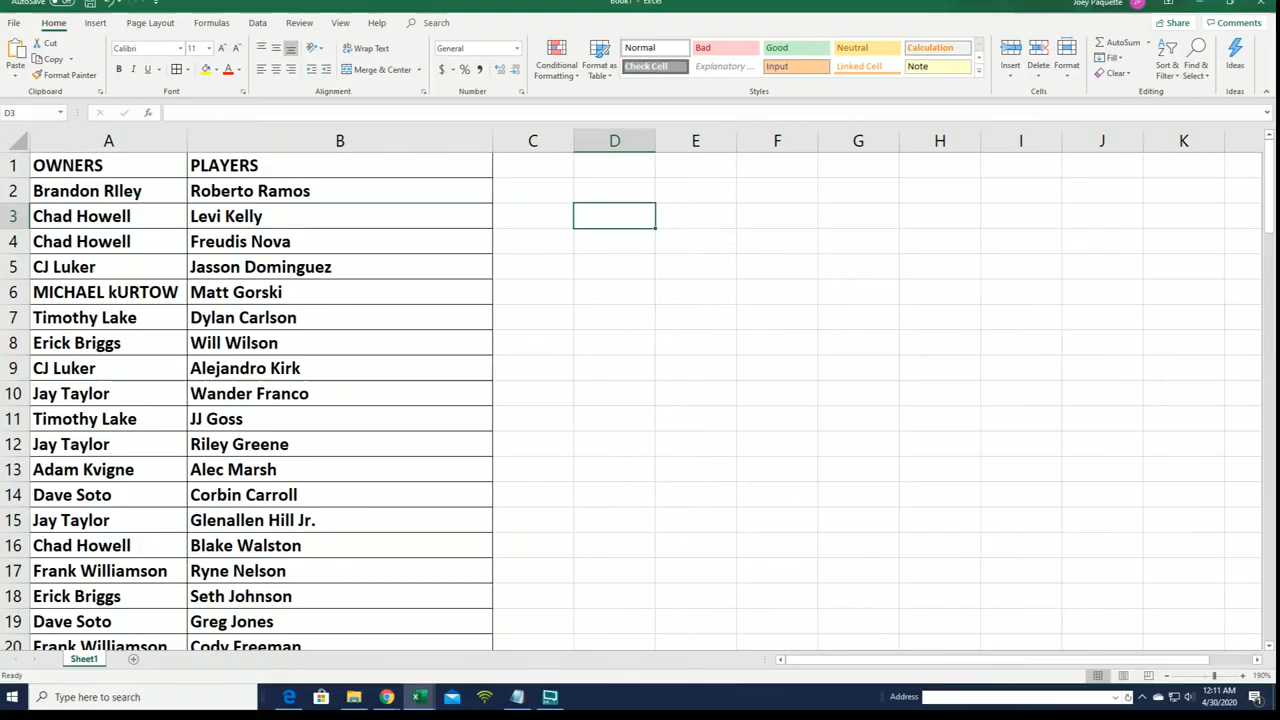 AutoSave Off Book1 - Excel Joey Paquette JP
File Home Insert Page Layout Formulas Data Review View Help Search Share Comments
Paste Cut Copy Format Painter Clipboard
Calibri 11 B I U Font
Wrap Text Merge & Center Alignment
General $ % Number
Conditional Formatting Format as Table
Normal Bad Good Neutral Calculation
Check Cell Explanatory ... Input Linked Cell Note
Styles
Insert Delete Format Cells
AutoSum Fill Clear Sort & Filter Find & Select Editing
Ideas Ideas
D3 fx
A B C D E F G H I J K
1 OWNERS PLAYERS
2 Brandon RIley Roberto Ramos
3 Chad Howell Levi Kelly
4 Chad Howell Freudis Nova
5 CJ Luker Jasson Dominguez
6 MICHAEL kURTOW Matt Gorski
7 Timothy Lake Dylan Carlson
8 Erick Briggs Will Wilson
9 CJ Luker Alejandro Kirk
10 Jay Taylor Wander Franco
11 Timothy Lake JJ Goss
12 Jay Taylor Riley Greene
13 Adam Kvigne Alec Marsh
14 Dave Soto Corbin Carroll
15 Jay Taylor Glenallen Hill Jr.
16 Chad Howell Blake Walston
17 Frank Williamson Ryne Nelson
18 Erick Briggs Seth Johnson
19 Dave Soto Greg Jones
20 Frank Williamson Cody Freeman
Sheet1
Ready 190%
Type here to search Address 12:11 AM
4/30/2020